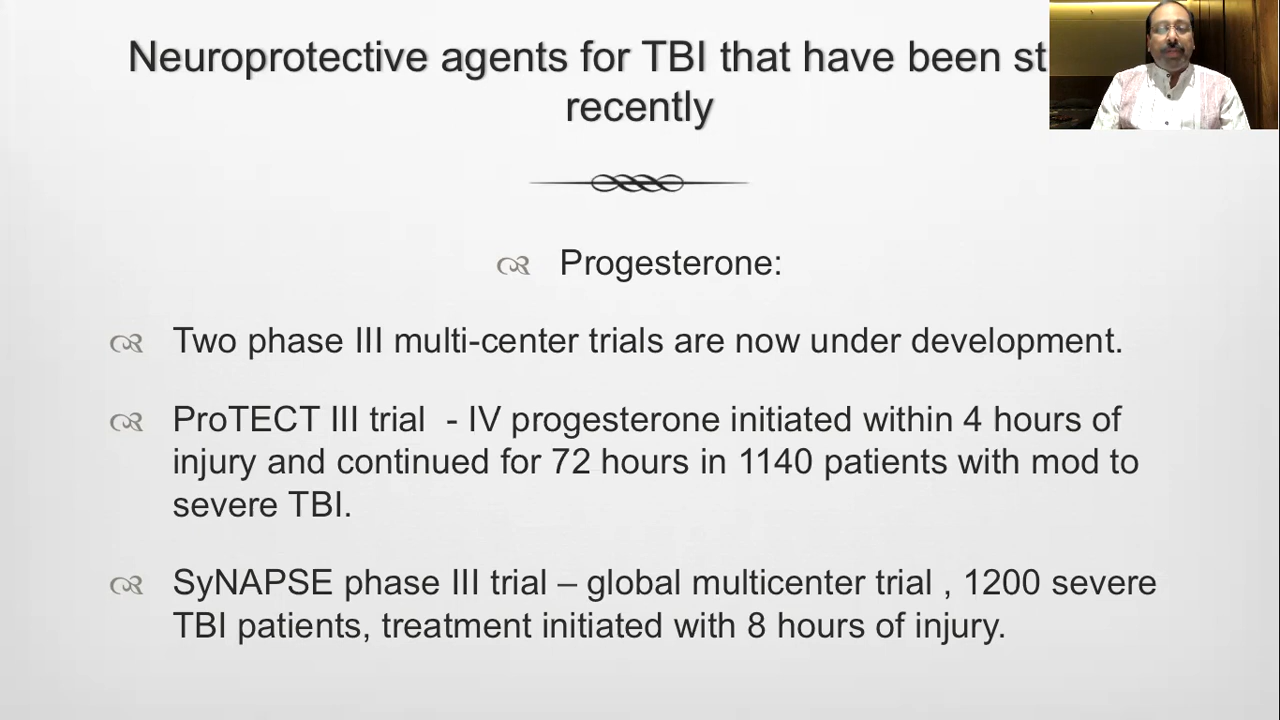 Neuroprotective agents for TBI that have been
recently
Progesterone:
Two phase III multi-center trials are now under development.
ProTECT III trial - IV progesterone initiated within 4 hours of
injury and continued for 72 hours in 1140 patients with mod to
severe TBI.
SyNAPSE phase III trial – global multicenter trial , 1200 severe
TBI patients, treatment initiated with 8 hours of injury.